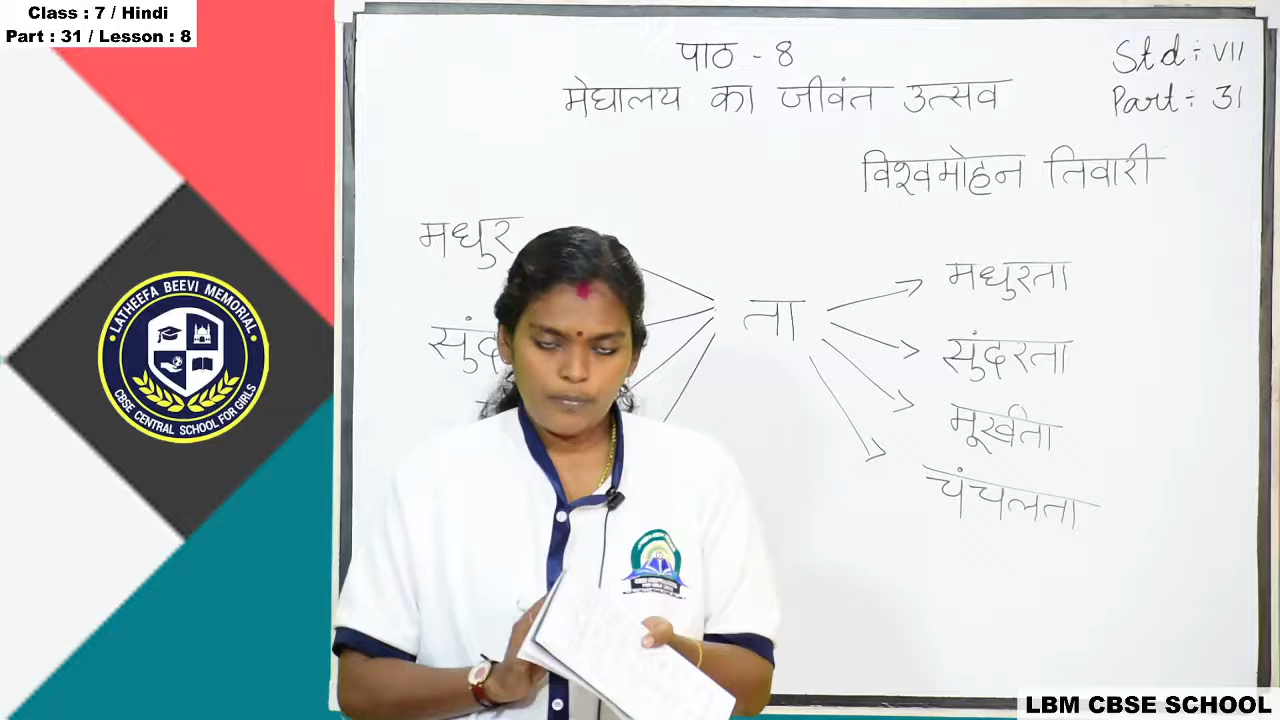 Class : 7 / Hindi
Part : 31 / Lesson : 8
पाठ - 8
Std :- VII
मेघालय का जीवंत उत्सव
Part :- 31
विश्वमोहन तिवारी
मधुर
ता
मधुरता
सुंदरता
मूर्खता
चंचलता
LATHEEFA BEEVI MEMORIAL
CBSE CENTRAL SCHOOL FOR GIRLS
LBM CBSE SCHOOL